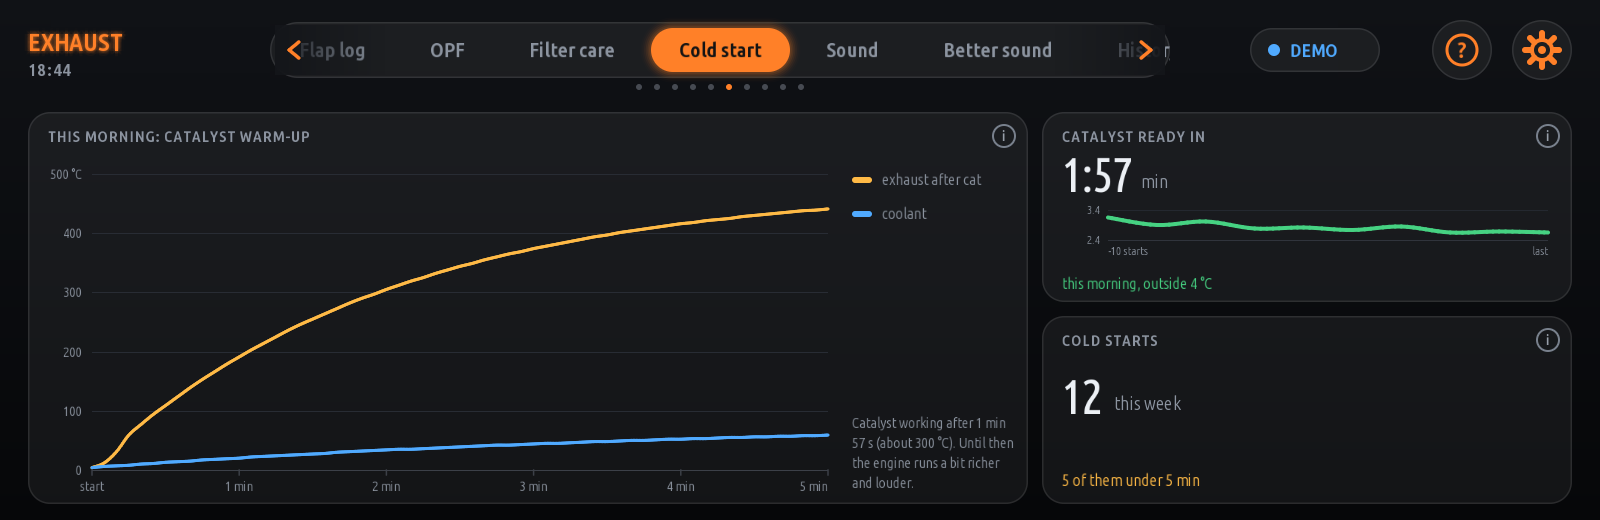 EXHAUST
18:44
Flap log
OPF
Filter care
Cold start
Sound
Better sound
DEMO
?
THIS MORNING: CATALYST WARM-UP
i
500 °C
400
300
200
100
0
start
1 min
2 min
3 min
4 min
5 min
exhaust after cat
coolant
Catalyst working after 1 min
57 s (about 300 °C). Until then
the engine runs a bit richer
and louder.
CATALYST READY IN
i
1:57 min
3.4
2.4
-10 starts
last
this morning, outside 4 °C
COLD STARTS
i
12 this week
5 of them under 5 min